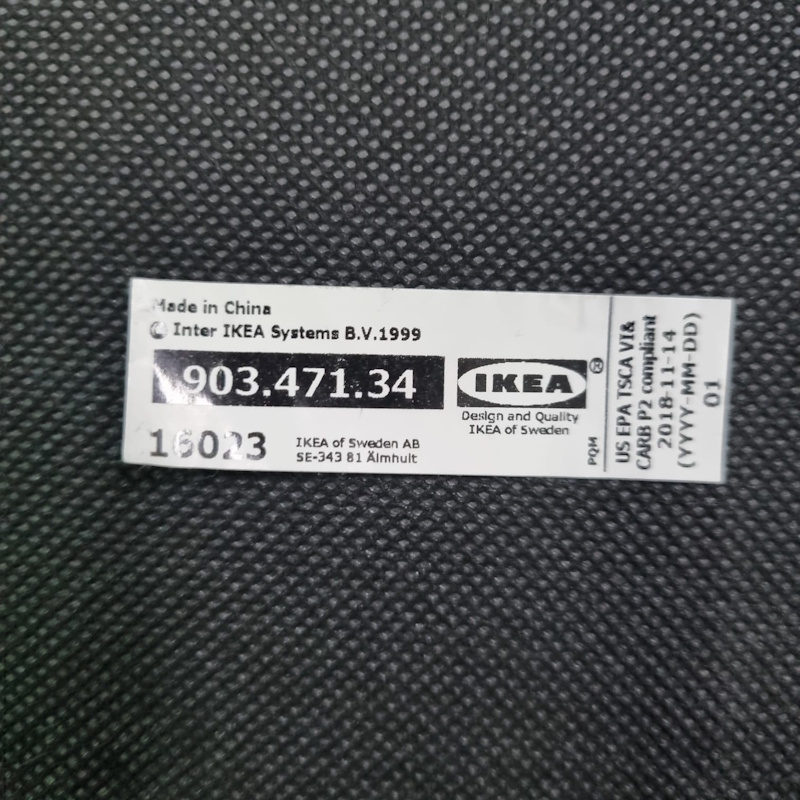 Made in China
© Inter IKEA Systems B.V.1999
903.471.34
16023
IKEA of Sweden AB
SE-343 81 Älmhult
IKEA®
Design and Quality
IKEA of Sweden
PQM
US EPA TSCA VI&
CARB P2 compliant
2018-11-14
(YYYY-MM-DD)
01